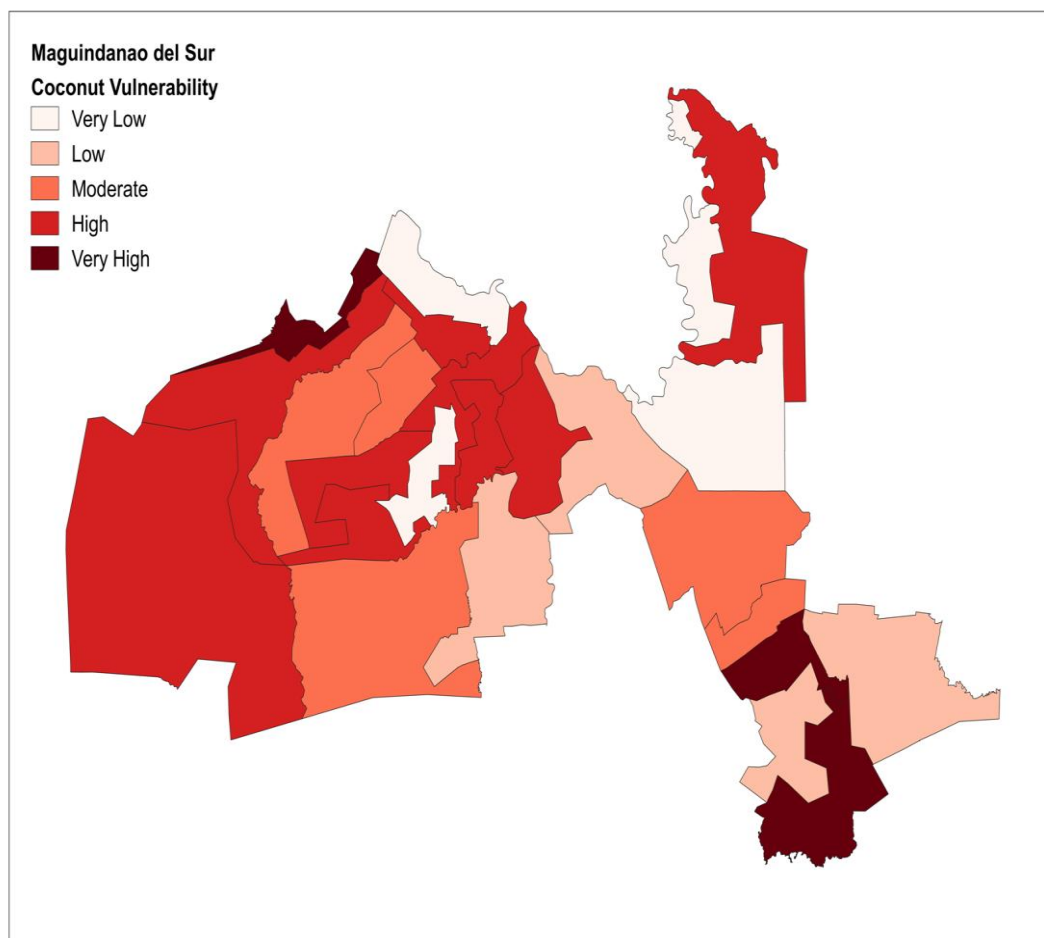 Maguindanao del Sur
Coconut Vulnerability
Very Low
Low
Moderate
High
Very High